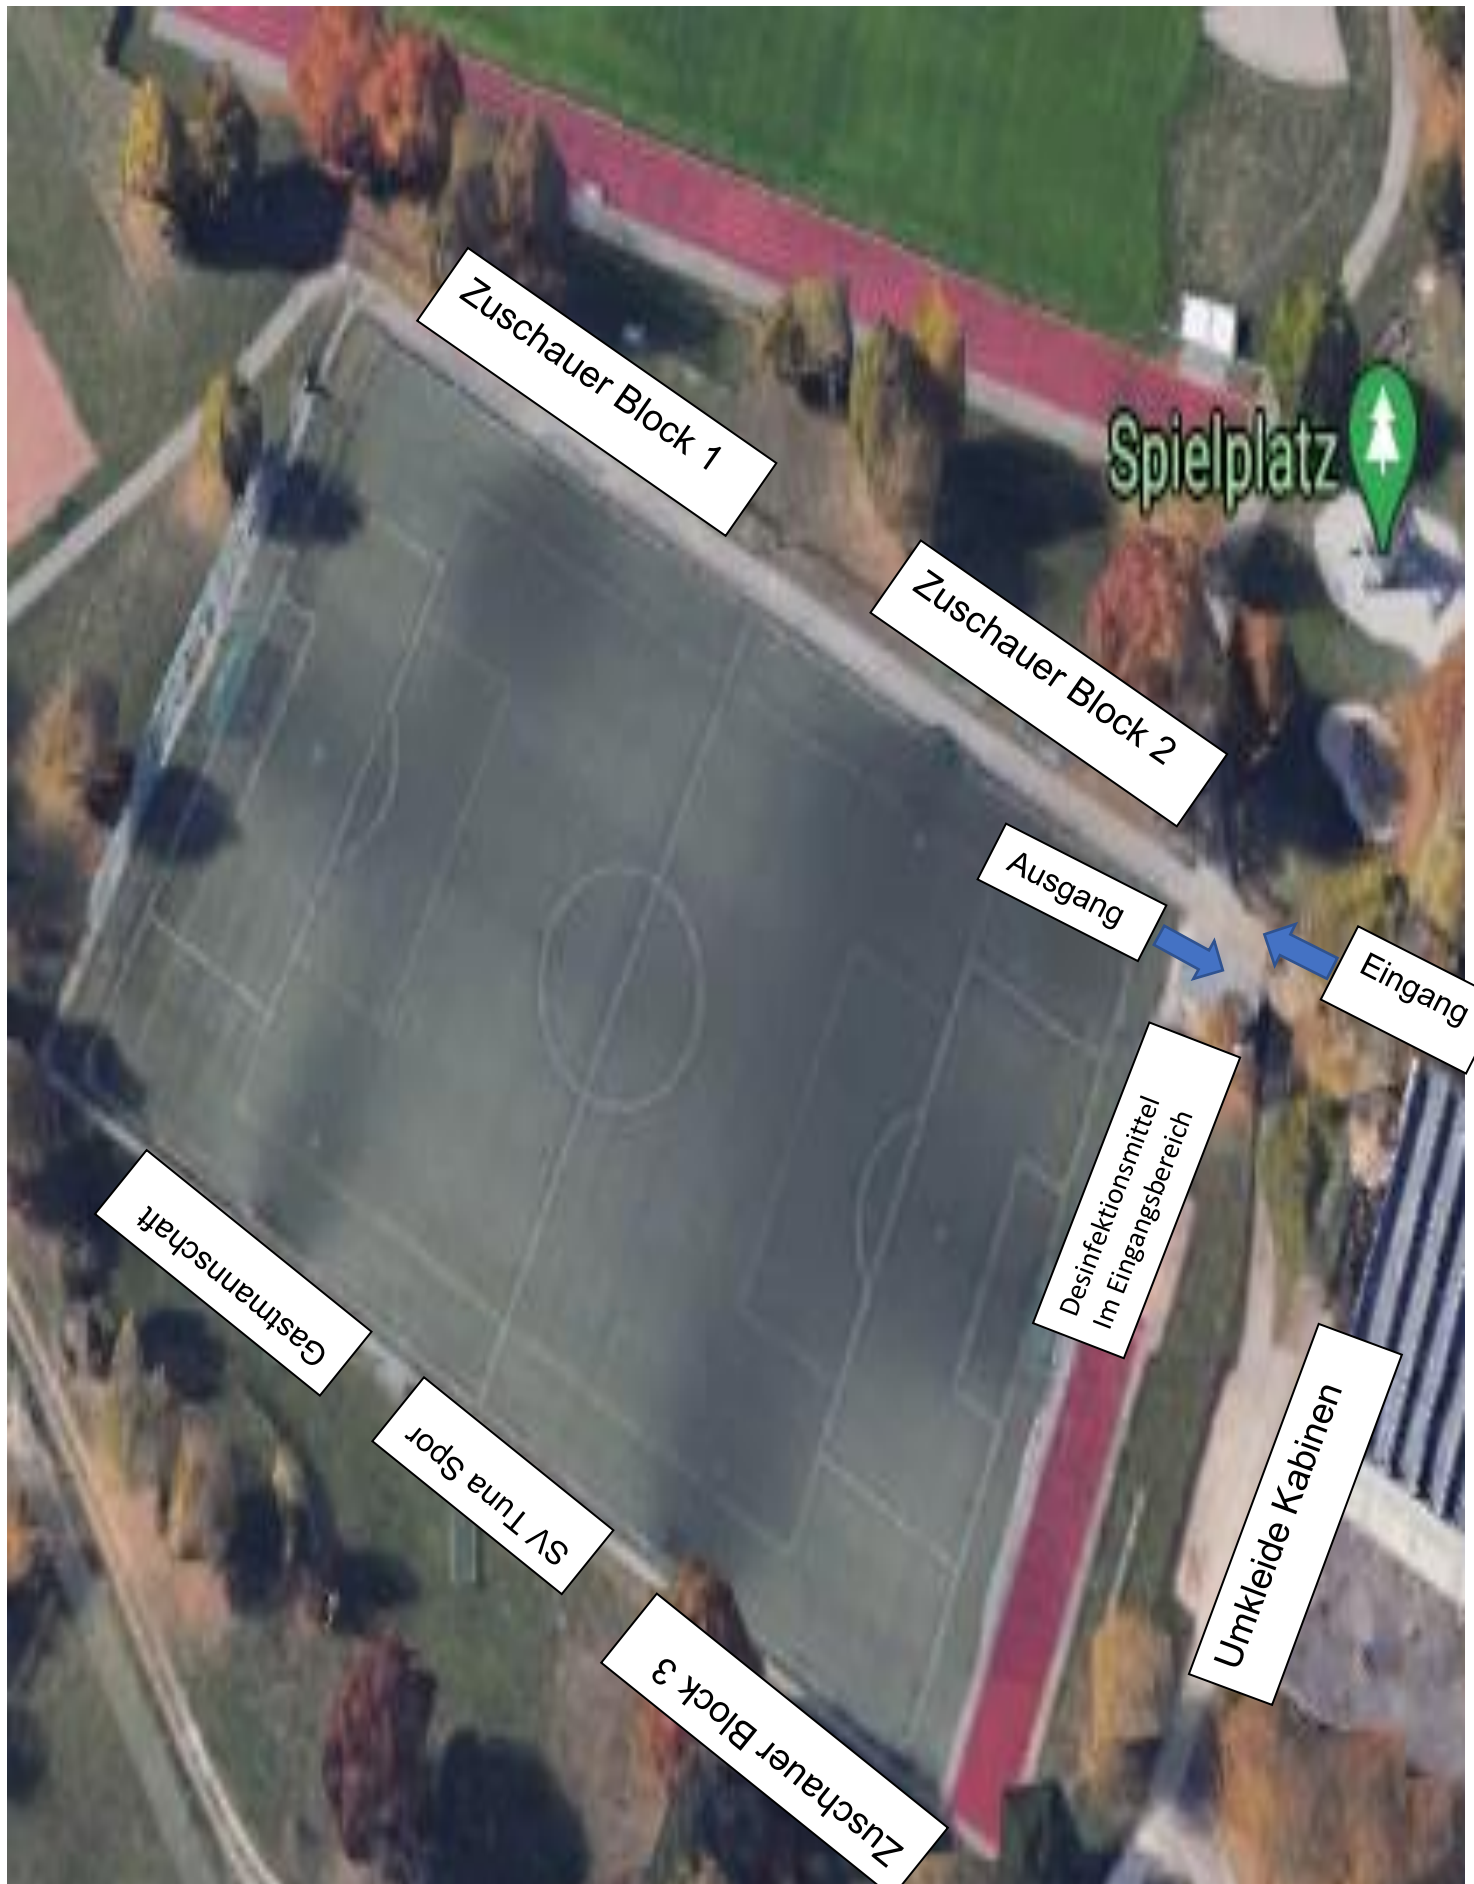 Zuschauer Block 1
Spielplatz
Zuschauer Block 2
Ausgang
Eingang
Desinfektionsmittel
Im Eingangsbereich
Gastmannschaft
SV Tuna Spor
Umkleide Kabinen
Zuschauer Block 3